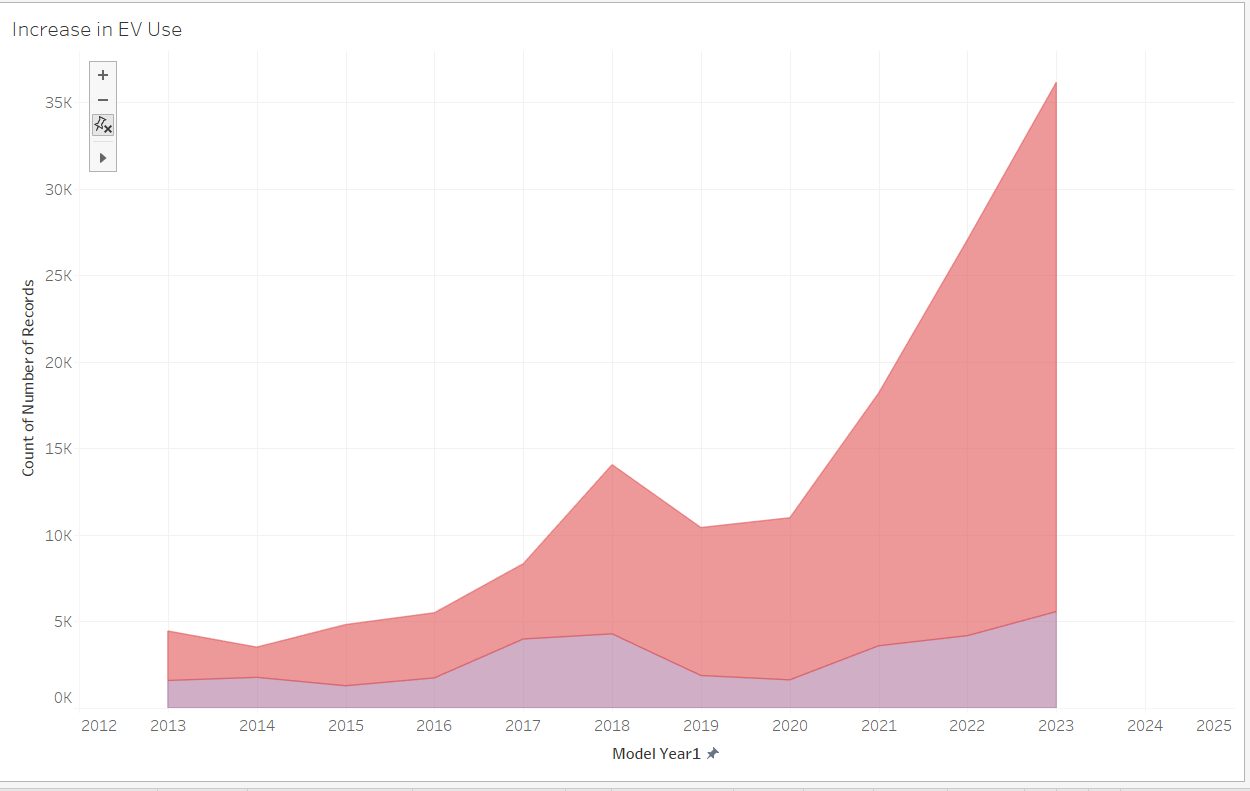 Increase in EV Use
35K
30K
25K
20K
15K
10K
5K
0K
Count of Number of Records
2012 2013 2014 2015 2016 2017 2018 2019 2020 2021 2022 2023 2024 2025
Model Year1